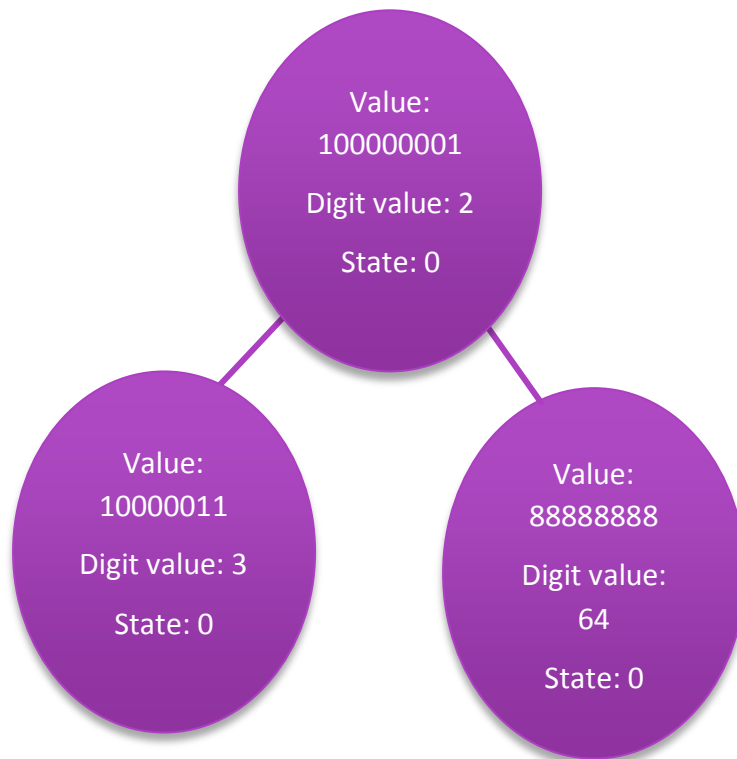 Value:
100000001
Digit value: 2
State: 0
Value:
10000011
Digit value: 3
State: 0
Value:
88888888
Digit value:
64
State: 0